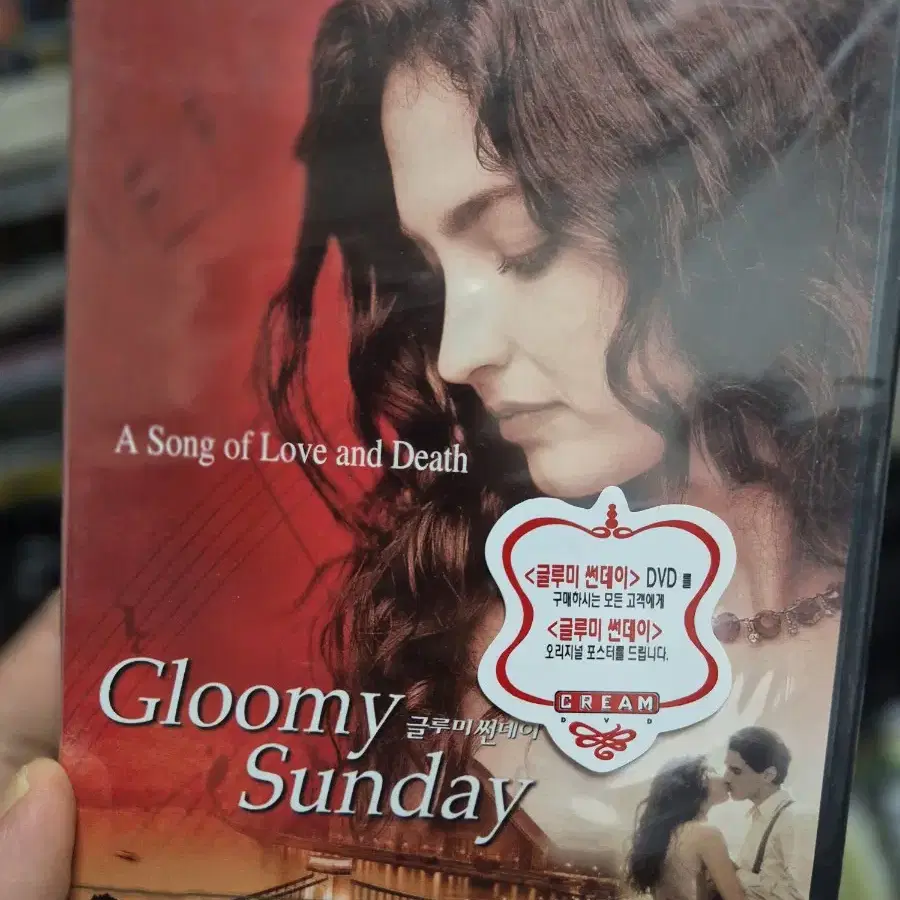 A Song of Love and Death
<글루미 썬데이> DVD 를
구매하시는 모든 고객에게
<글루미 썬데이>
오리지널 포스터를 드립니다.
CREAM
DVD
Gloomy
글루미 썬데이
Sunday